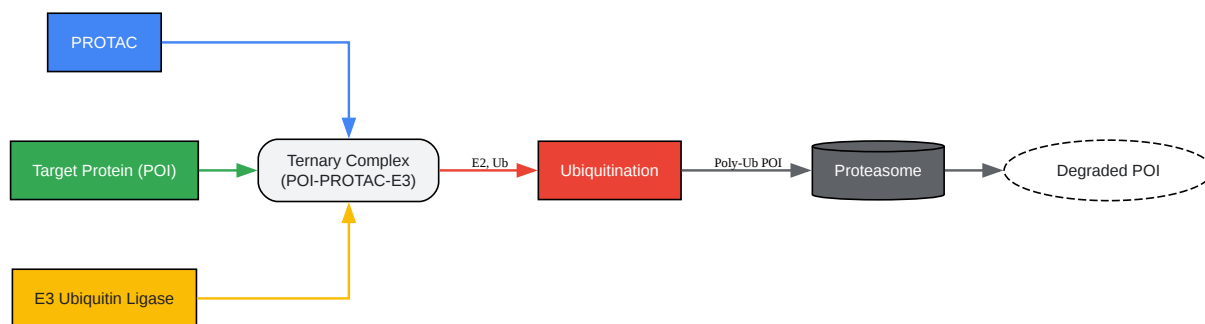 PROTAC
Target Protein (POI)
Ternary Complex
(POI-PROTAC-E3)
E2, Ub
Ubiquitination
Poly-Ub POI
Proteasome
Degraded POI
E3 Ubiquitin Ligase